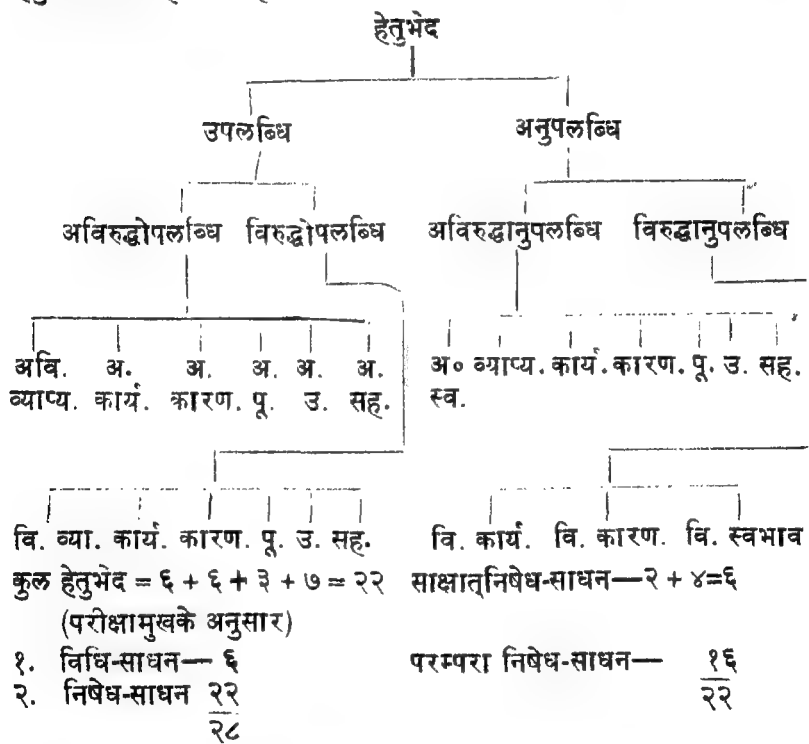 हेतुभेद
उपलब्धि अनुपलब्धि
अविरुद्धोपलब्धि विरुद्धोपलब्धि अविरुद्धानुपलब्धि विरुद्धानुपलब्धि
अवि. अ. अ. अ. अ. अ. अ० व्याप्य. कार्य. कारण. पू. उ. सह.
व्याप्य. कार्य. कारण. पू. उ. सह. स्व.
वि. व्या. कार्य. कारण. पू. उ. सह. वि. कार्य. वि. कारण. वि. स्वभाव
कुल हेतुभेद = ६ + ६ + ३ + ७ = २२ साक्षात्निषेध-साधन—२ + ४=६
(परीक्षामुखके अनुसार)
१. विधि-साधन— ६ परम्परा निषेध-साधन— १६
२. निषेध-साधन २२ २२
२८